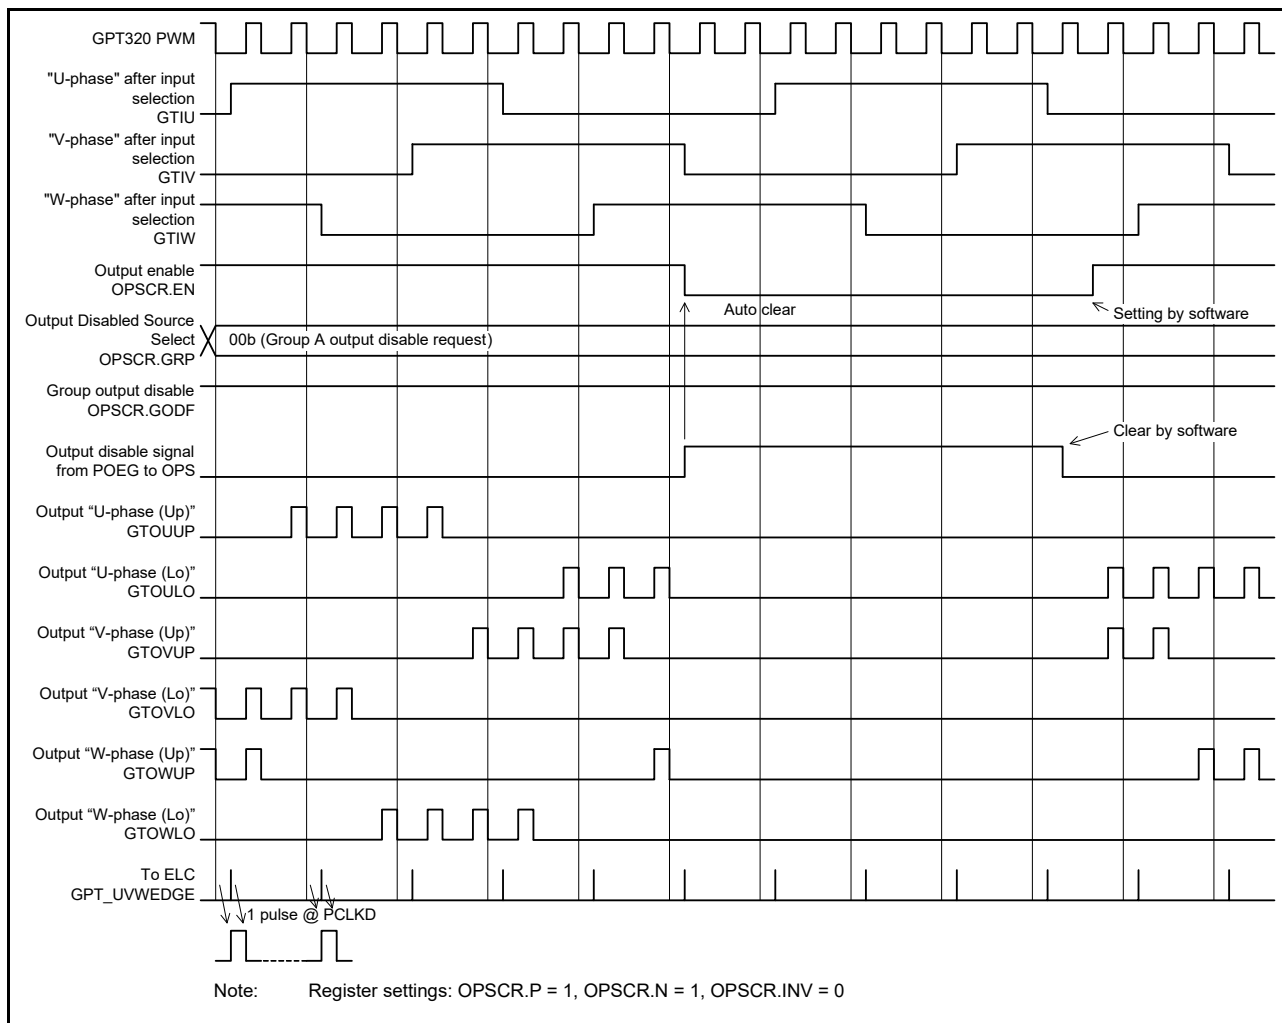 GPT320 PWM
"U-phase" after input
selection
GTIU
"V-phase" after input
selection
GTIV
"W-phase" after input
selection
GTIW
Output enable
OPSCR.EN
Auto clear
Setting by software
Output Disabled Source
Select
OPSCR.GRP
00b (Group A output disable request)
Group output disable
OPSCR.GODF
Clear by software
Output disable signal
from POEG to OPS
Output “U-phase (Up)”
GTOUUP
Output “U-phase (Lo)”
GTOULO
Output “V-phase (Up)”
GTOVUP
Output “V-phase (Lo)”
GTOVLO
Output “W-phase (Up)”
GTOWUP
Output “W-phase (Lo)”
GTOWLO
To ELC
GPT_UVWEDGE
1 pulse @ PCLKD
Note: Register settings: OPSCR.P = 1, OPSCR.N = 1, OPSCR.INV = 0